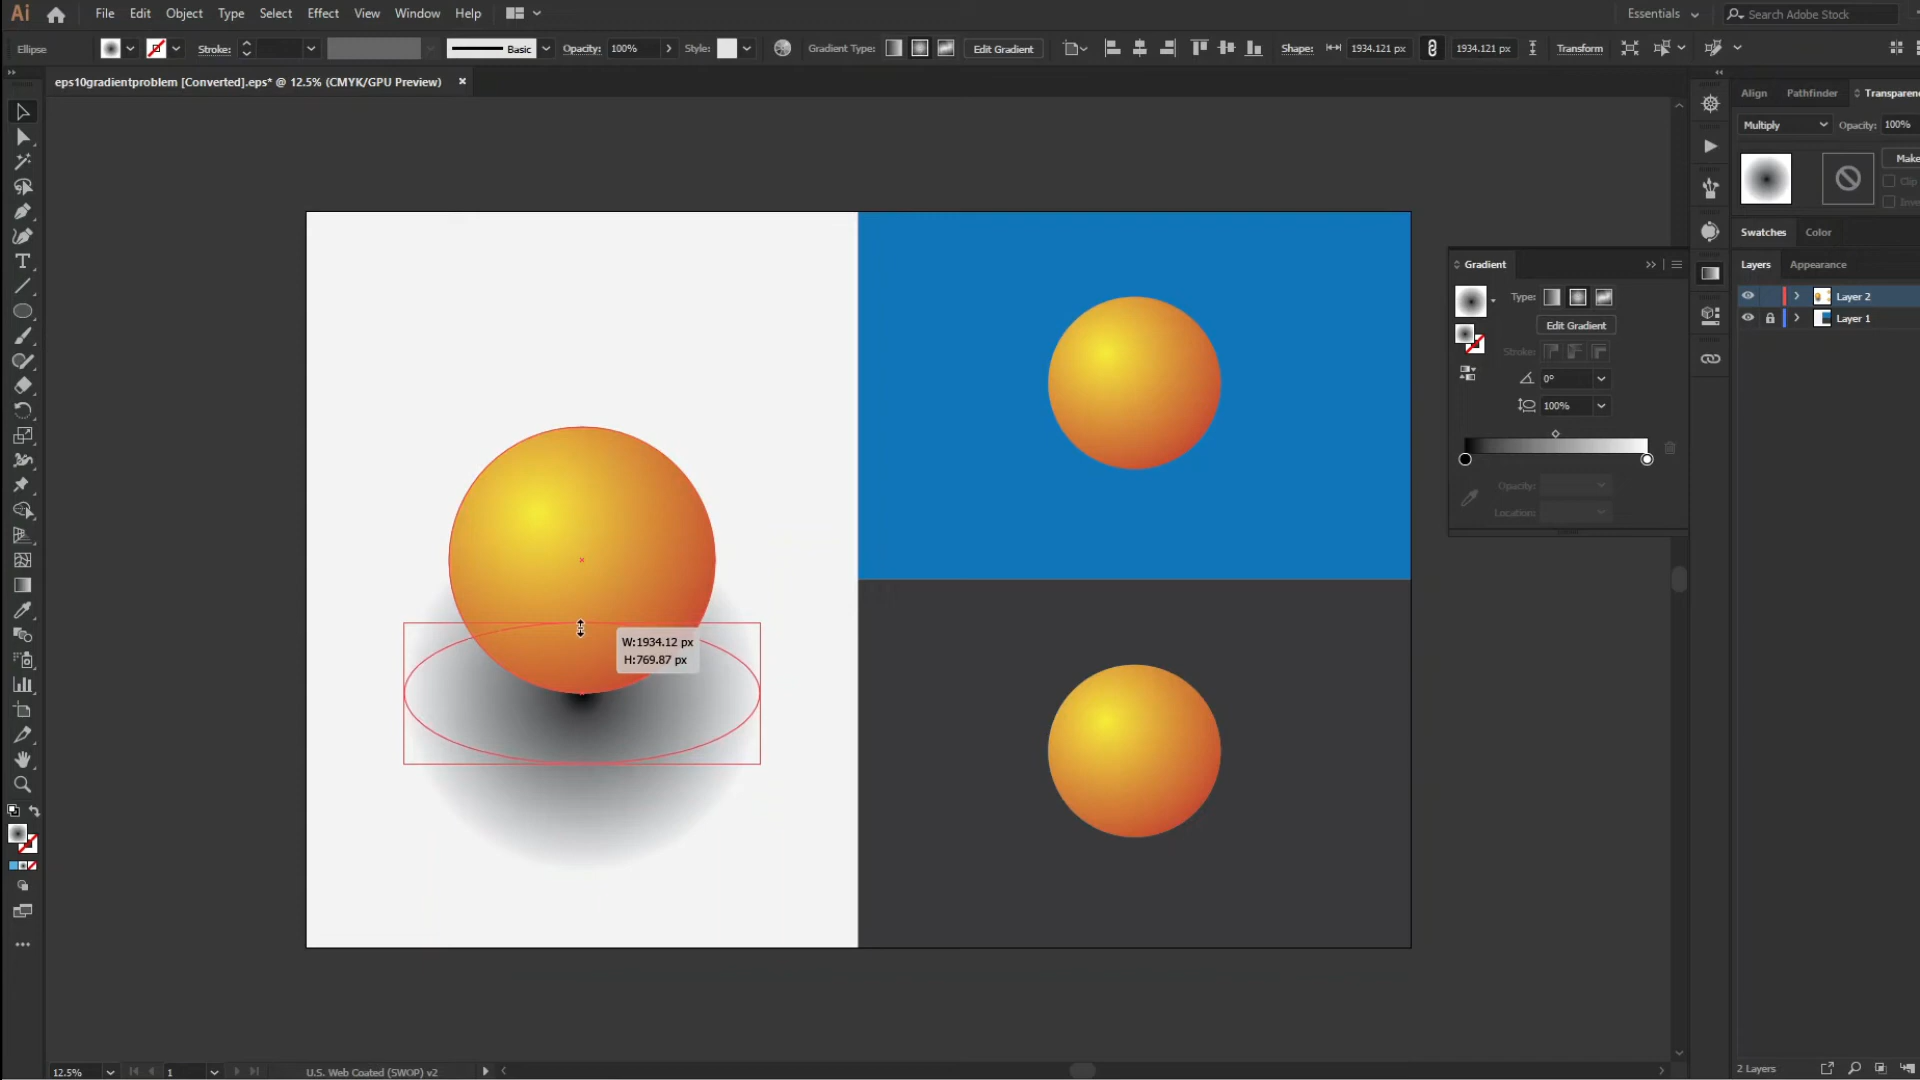 Ai File Edit Object Type Select Effect View Window Help Essentials Search Adobe Stock
Ellipse Stroke: Basic Opacity: 100% Style: Gradient Type: Edit Gradient Shape: 1934.121 px 1934.121 px Transform
eps10gradientproblem [Converted].eps* @ 12.5% (CMYK/GPU Preview) ×
Align Pathfinder Transparenc
Multiply Opacity: 100%
Make
Clip
Inve
Swatches Color
Layers Appearance
Layer 2
Layer 1
Gradient
Type:
Edit Gradient
Stroke:
0°
100%
Opacity:
Location:
W:1934.12 px
H:769.87 px
12.5% 1 U.S. Web Coated (SWOP) v2
2 Layers